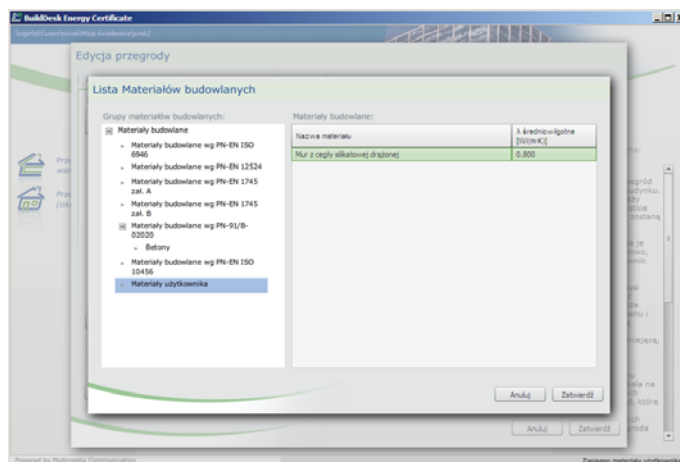 BuildDesk Energy Certificate
Edycja przegrody
Lista Materiałów budowlanych
Grupy materiałów budowlanych:
Materiały budowlane:
Materiały budowlane
Materiały budowlane wg PN-EN ISO
6946
Materiały budowlane wg PN-EN 12524
Materiały budowlane wg PN-EN 1745
zał. A
Materiały budowlane wg PN-EN 1745
zał. B
Materiały budowlane wg PN-91/B-
02020
Betony
Materiały budowlane wg PN-EN ISO
10456
Materiały użytkownika
Nazwa materiału
λ średniowilgotne
[W/(m·K)]
Mur z cegły silikatowej drążonej
0.800
Anuluj
Zatwierdź
Anuluj
Zatwierdź
Powered by Multimedia Communication
Zapisano materiały użytkownika